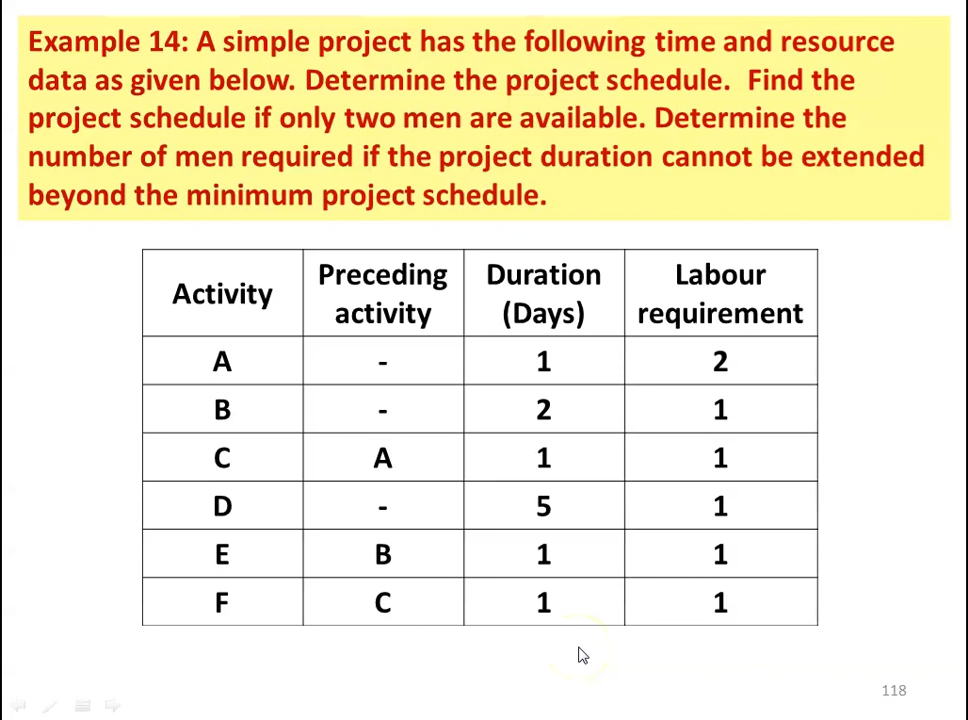 Example 14: A simple project has the following time and resource
data as given below. Determine the project schedule. Find the
project schedule if only two men are available. Determine the
number of men required if the project duration cannot be extended
beyond the minimum project schedule.
Activity Preceding activity Duration (Days) Labour requirement
A - 1 2
B - 2 1
C A 1 1
D - 5 1
E B 1 1
F C 1 1
118